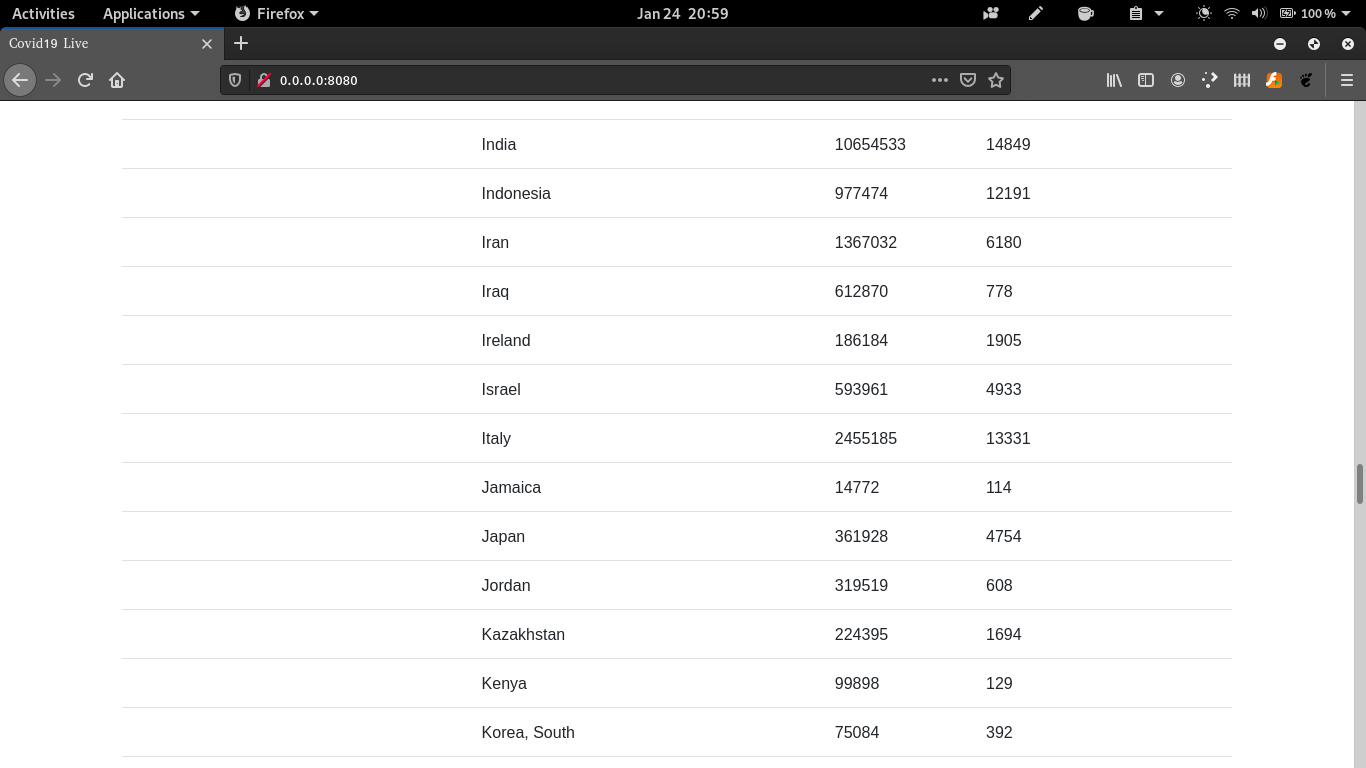 Activities Applications Firefox Jan 24 20:59 100 %
Covid19 Live
0.0.0.0:8080
India 10654533 14849
Indonesia 977474 12191
Iran 1367032 6180
Iraq 612870 778
Ireland 186184 1905
Israel 593961 4933
Italy 2455185 13331
Jamaica 14772 114
Japan 361928 4754
Jordan 319519 608
Kazakhstan 224395 1694
Kenya 99898 129
Korea, South 75084 392